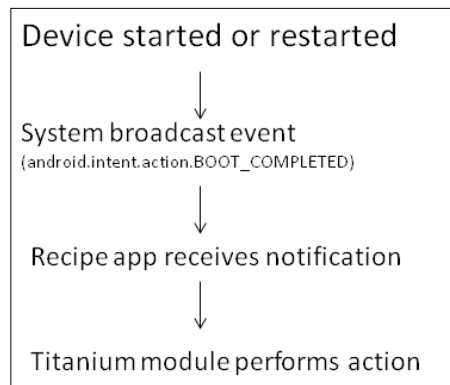 Device started or restarted
System broadcast event
(android.intent.action.BOOT_COMPLETED)
Recipe app receives notification
Titanium module performs action